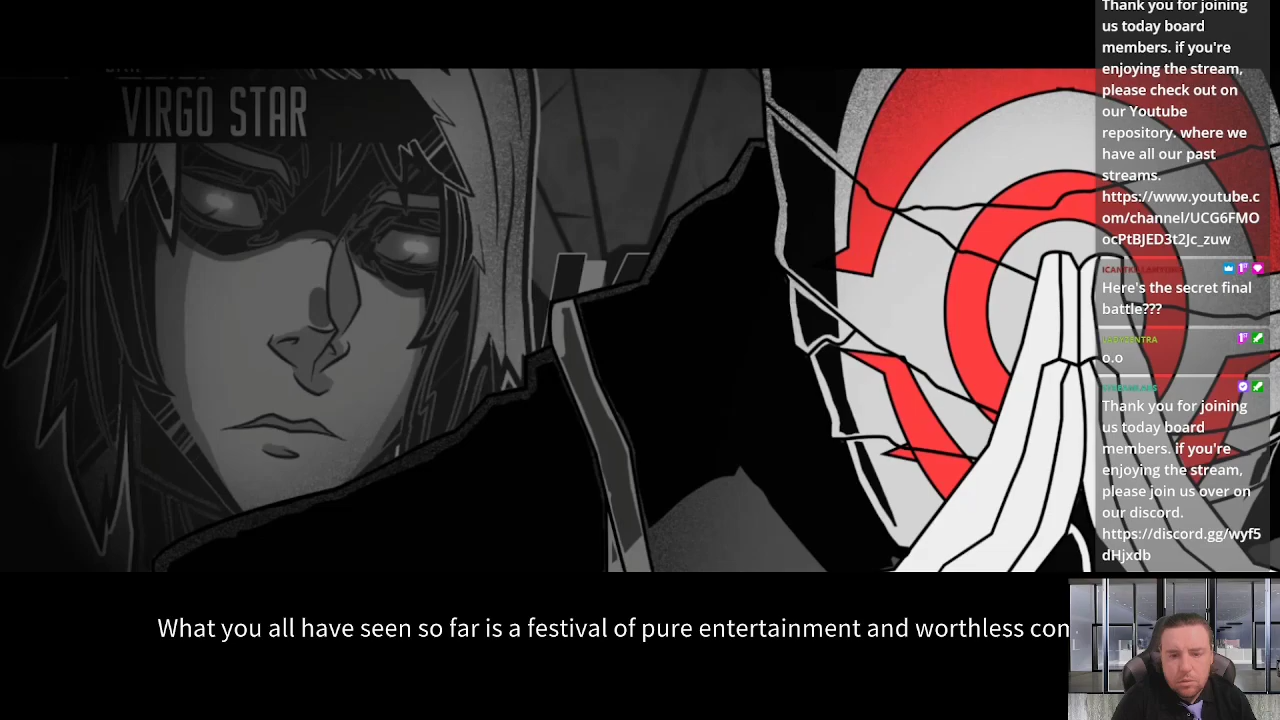 VIRGO STAR
What you all have seen so far is a festival of pure entertainment and worthless con
Thank you for joining
us today board
members. if you're
enjoying the stream,
please check out on
our Youtube
repository. where we
have all our past
streams.
https://www.youtube.c
om/channel/UCG6FMO
ocPtBJED3t2Jc_zuw
Here's the secret final
battle???
o.o
Thank you for joining
us today board
members. if you're
enjoying the stream,
please join us over on
our discord.
https://discord.gg/wyf5
dHjxdb